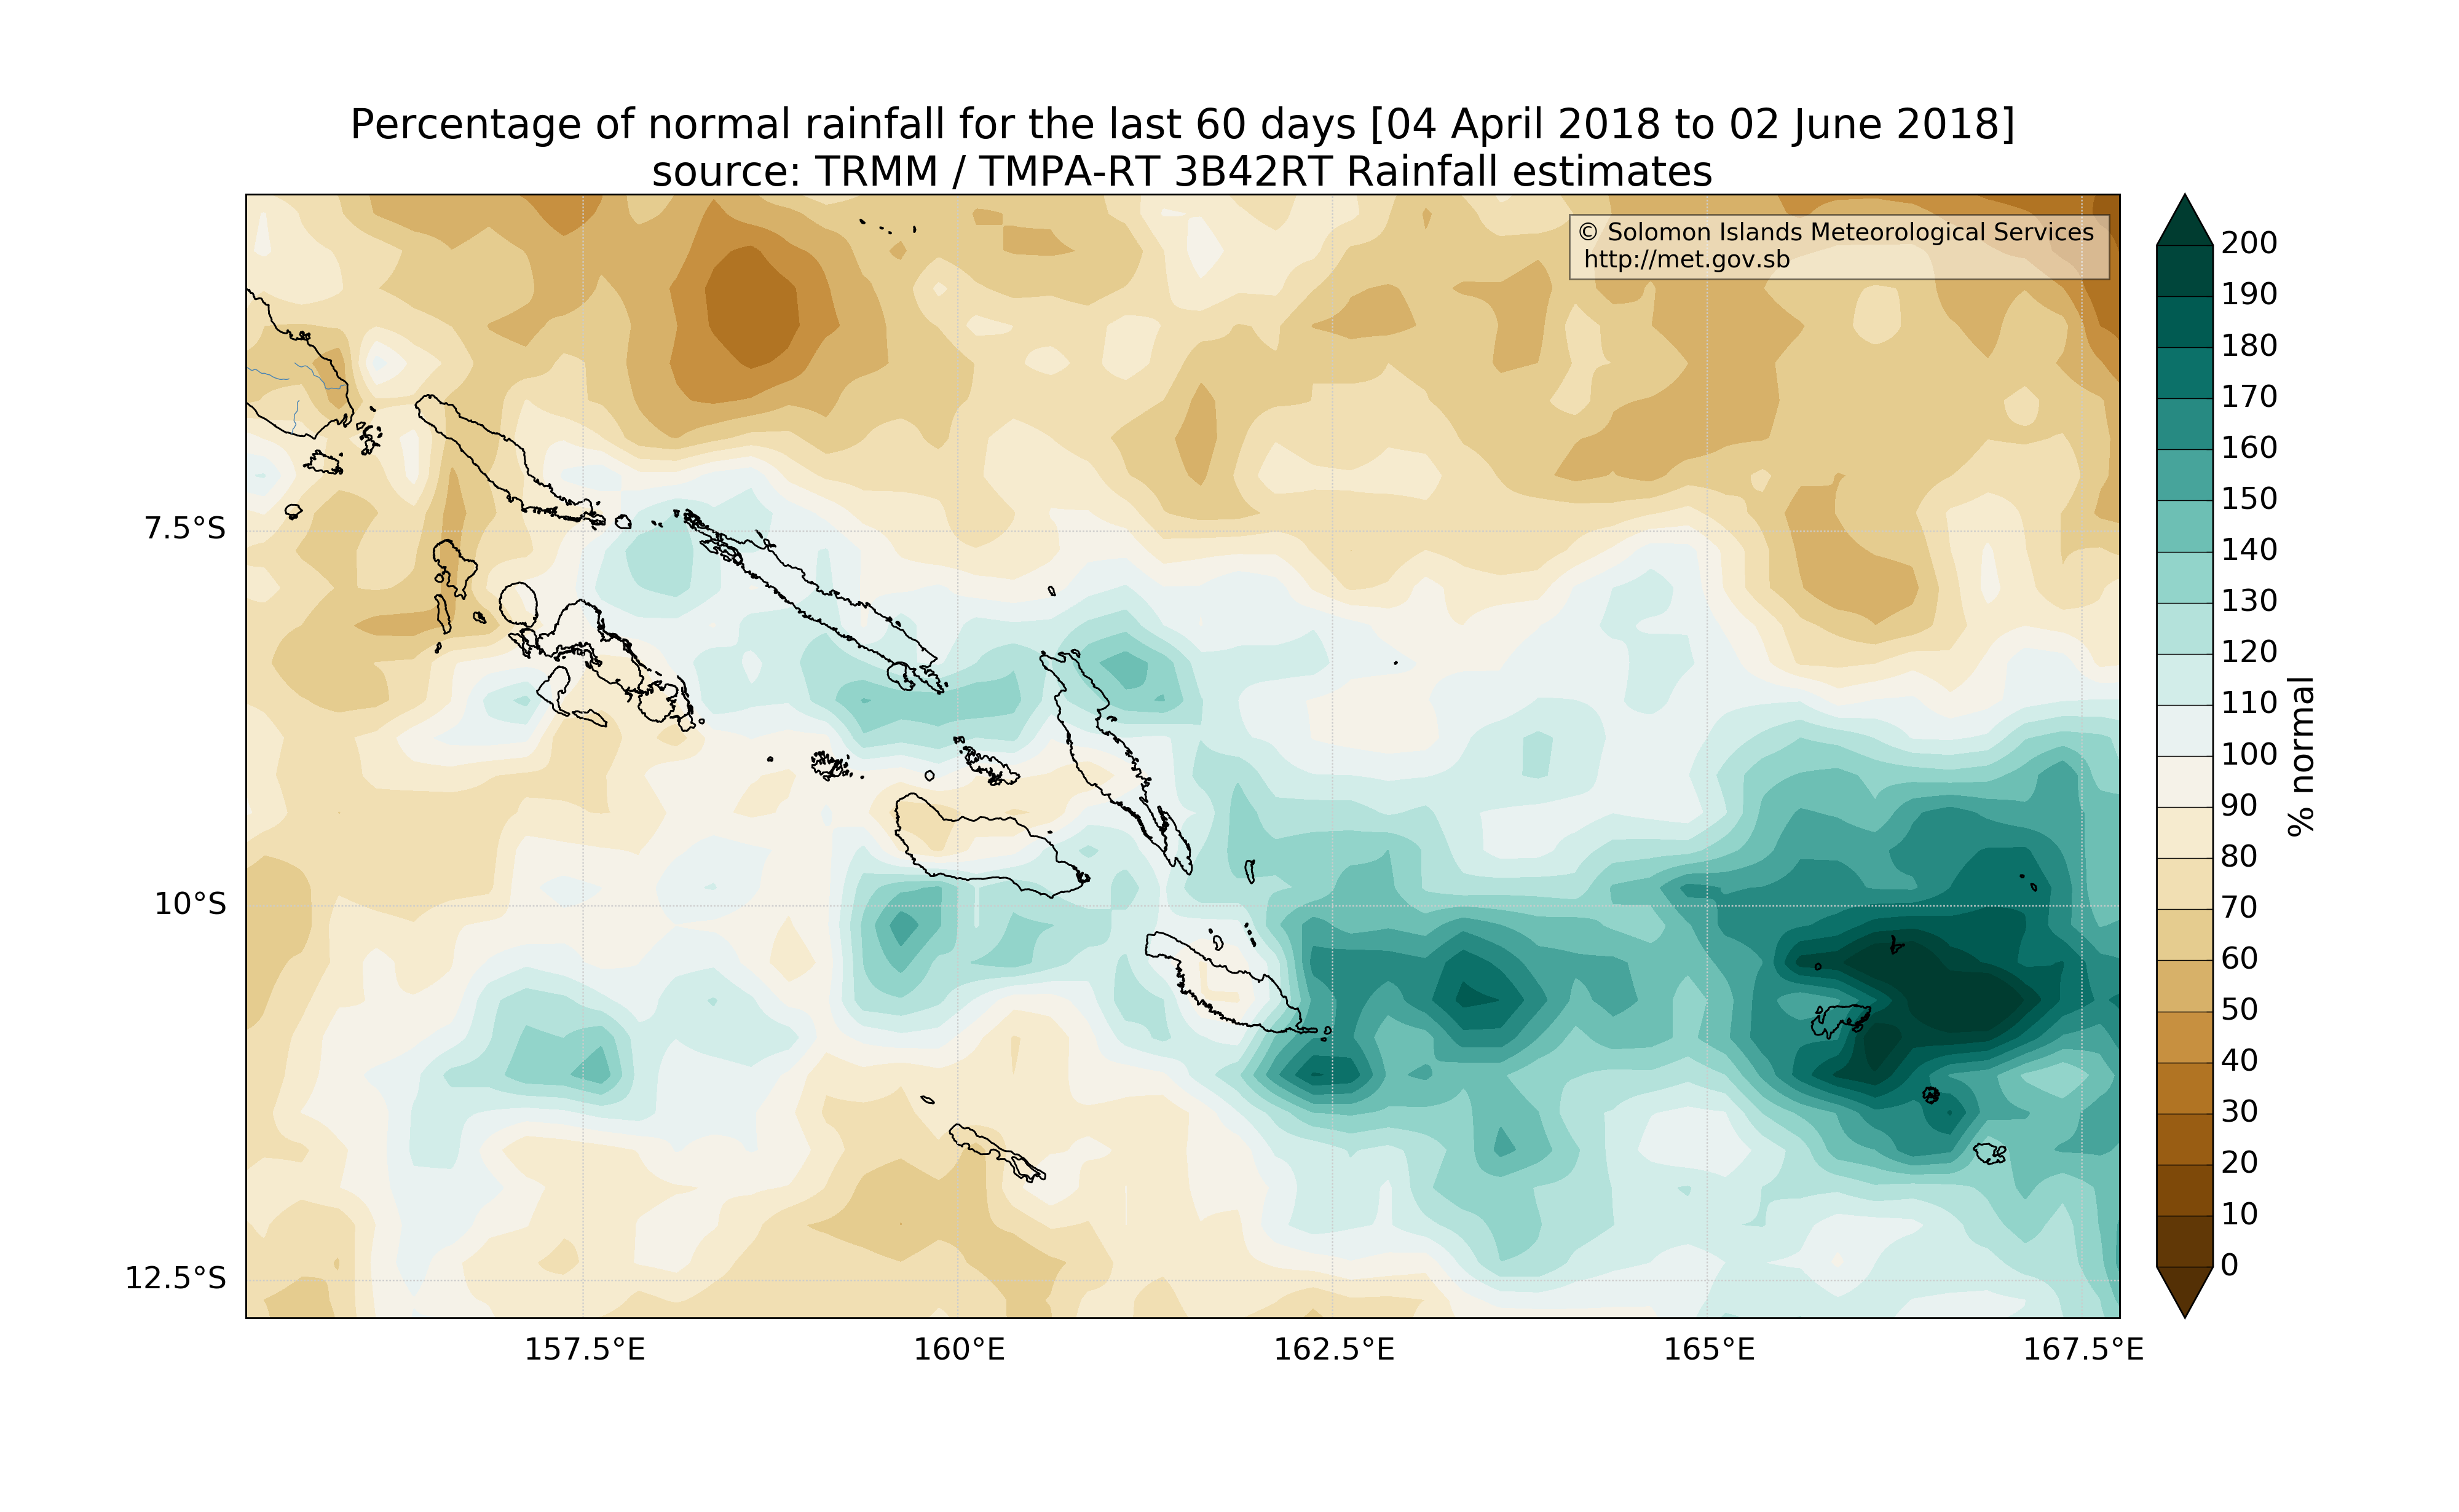 Percentage of normal rainfall for the last 60 days [04 April 2018 to 02 June 2018]
source: TRMM / TMPA-RT 3B42RT Rainfall estimates
© Solomon Islands Meteorological Services
http://met.gov.sb
7.5°S
10°S
12.5°S
157.5°E
160°E
162.5°E
165°E
167.5°E
200
190
180
170
160
150
140
130
120
110
100
90
80
70
60
50
40
30
20
10
0
% normal